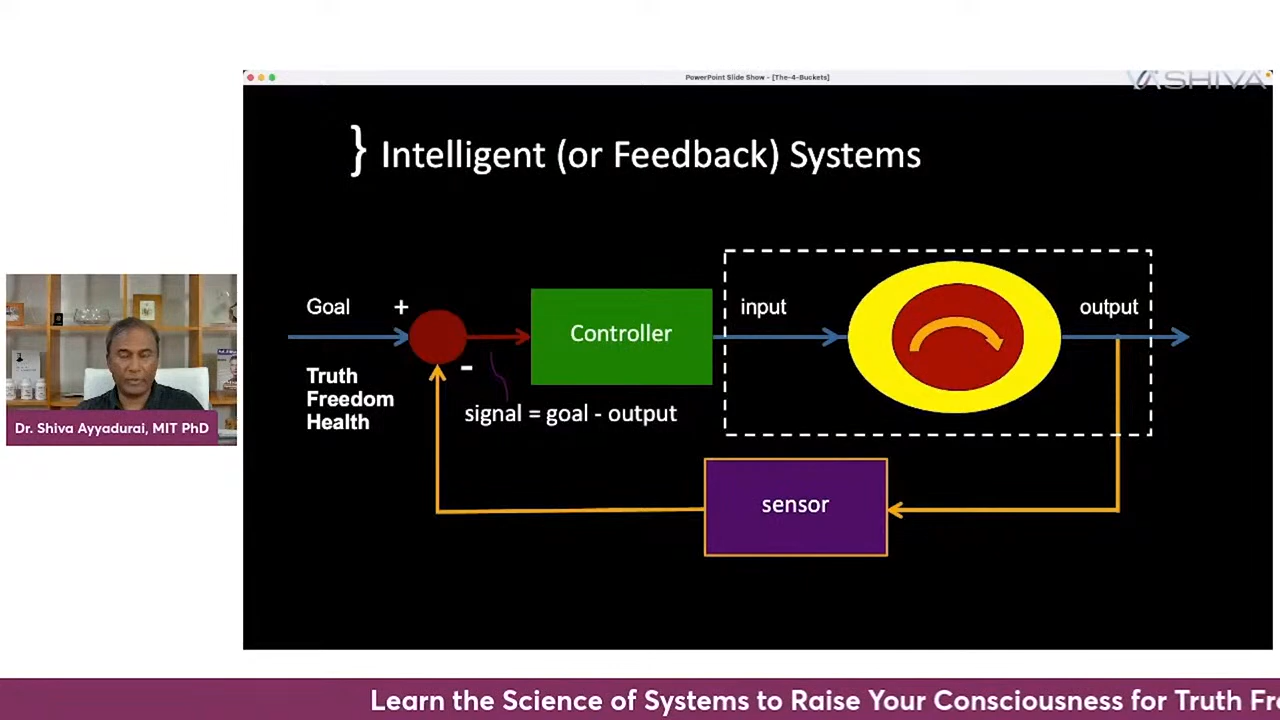 PowerPoint Slide Show - [The-4-Buckets]
VASHIVA
} Intelligent (or Feedback) Systems
Goal +
input
output
Controller
-
Truth
Freedom
Health
signal = goal - output
Dr. Shiva Ayyadurai, MIT PhD
sensor
Learn the Science of Systems to Raise Your Consciousness for Truth Fre